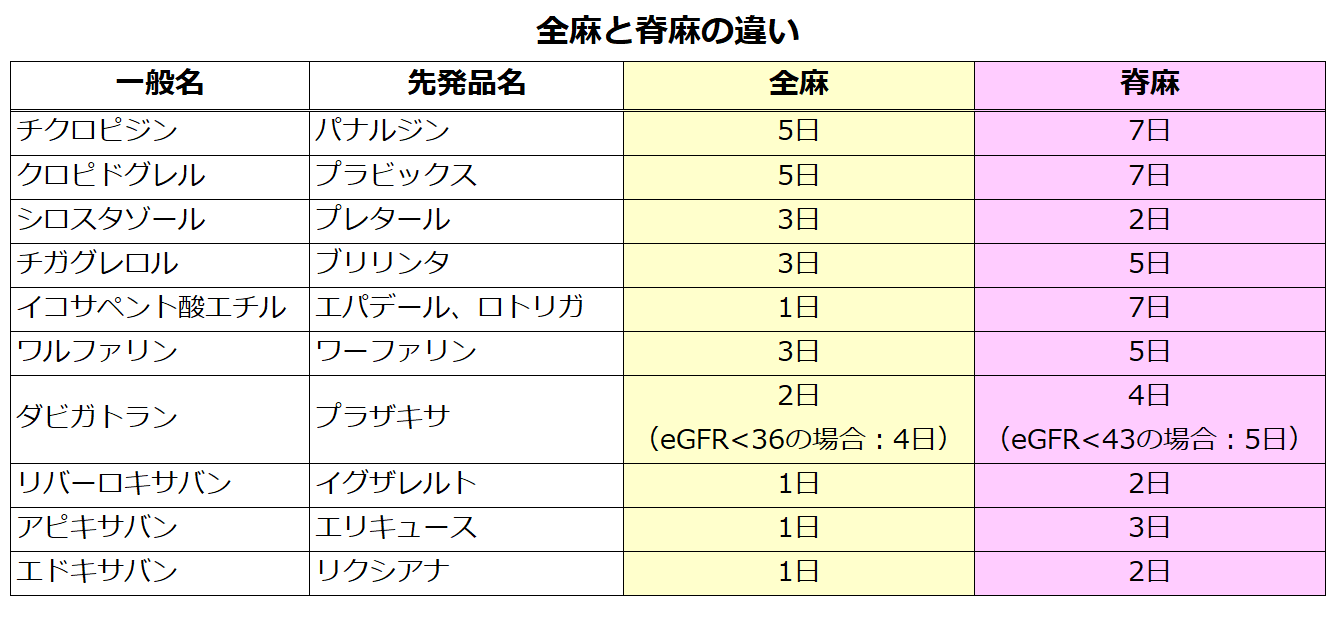 全麻と脊麻の違い
一般名 先発品名 全麻 脊麻
チクロピジン パナルジン 5日 7日
クロピドグレル プラビックス 5日 7日
シロスタゾール プレタール 3日 2日
チガグレロル ブリリンタ 3日 5日
イコサペント酸エチル エパデール、ロトリガ 1日 7日
ワルファリン ワーファリン 3日 5日
ダビガトラン プラザキサ 2日 4日
（eGFR<36の場合：4日） （eGFR<43の場合：5日）
リバーロキサバン イグザレルト 1日 2日
アピキサバン エリキュース 1日 3日
エドキサバン リクシアナ 1日 2日